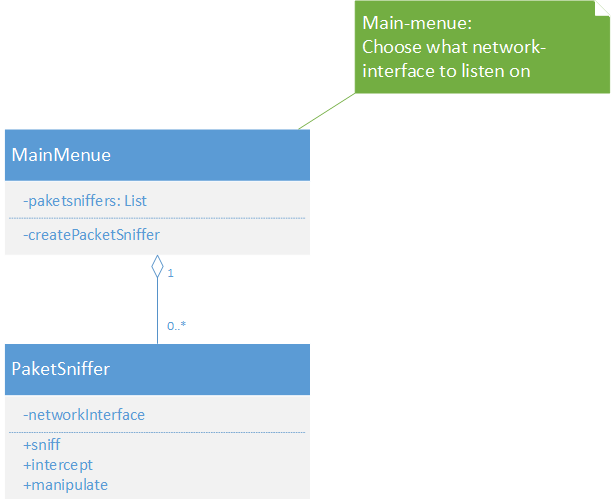 Main-menue:
Choose what network-
interface to listen on
MainMenue
-paketsniffers: List
-createPacketSniffer
1
0..*
PaketSniffer
-networkInterface
+sniff
+intercept
+manipulate